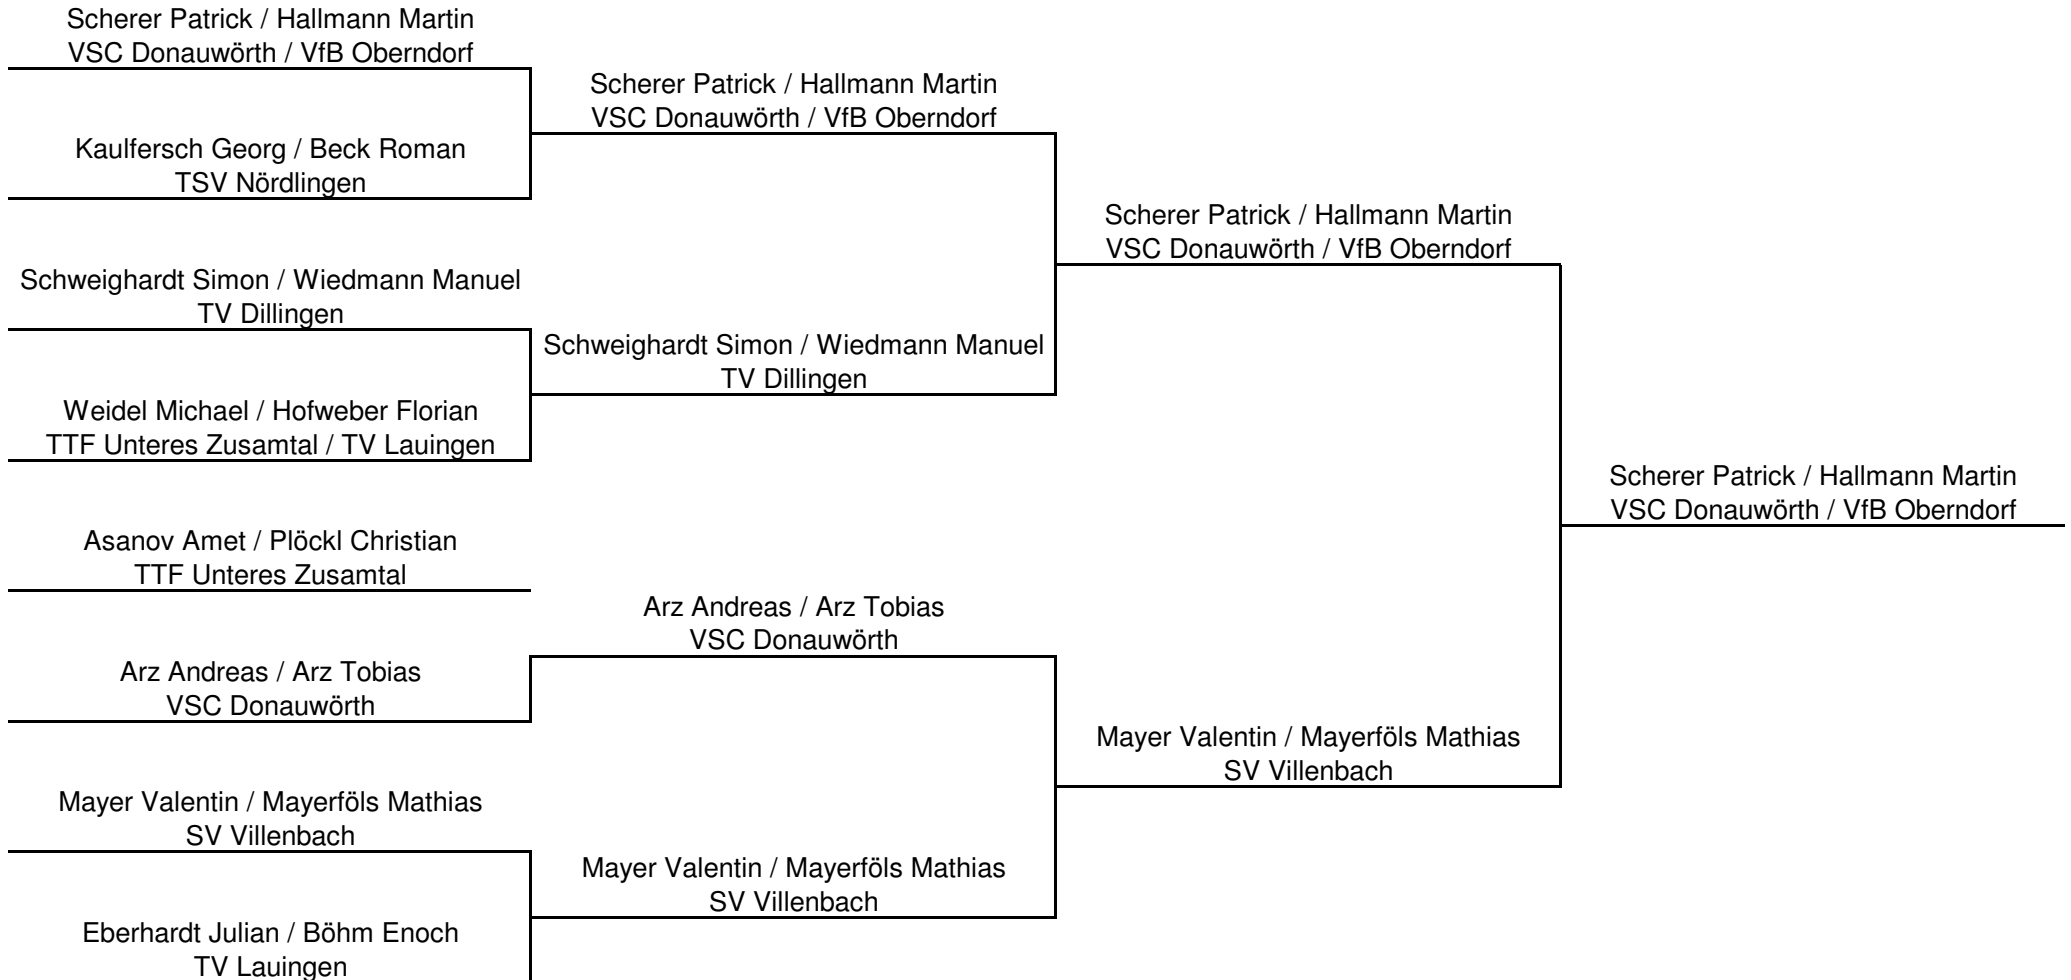 Scherer Patrick / Hallmann Martin
VSC Donauwörth / VfB Oberndorf
Kaulfersch Georg / Beck Roman
TSV Nördlingen
Schweighardt Simon / Wiedmann Manuel
TV Dillingen
Weidel Michael / Hofweber Florian
TTF Unteres Zusamtal / TV Lauingen
Asanov Amet / Plöckl Christian
TTF Unteres Zusamtal
Arz Andreas / Arz Tobias
VSC Donauwörth
Mayer Valentin / Mayerföls Mathias
SV Villenbach
Eberhardt Julian / Böhm Enoch
TV Lauingen
Scherer Patrick / Hallmann Martin
VSC Donauwörth / VfB Oberndorf
Schweighardt Simon / Wiedmann Manuel
TV Dillingen
Arz Andreas / Arz Tobias
VSC Donauwörth
Mayer Valentin / Mayerföls Mathias
SV Villenbach
Scherer Patrick / Hallmann Martin
VSC Donauwörth / VfB Oberndorf
Mayer Valentin / Mayerföls Mathias
SV Villenbach
Scherer Patrick / Hallmann Martin
VSC Donauwörth / VfB Oberndorf